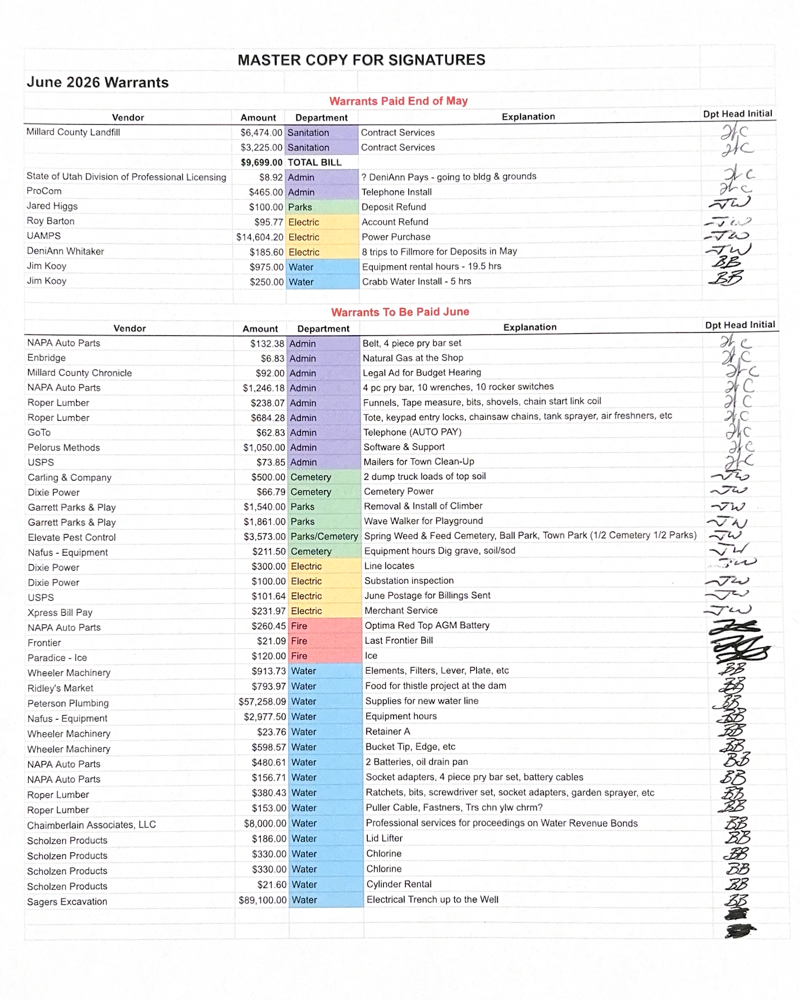 MASTER COPY FOR SIGNATURES
June 2026 Warrants
Warrants Paid End of May
Vendor Amount Department Explanation Dpt Head Initial
Millard County Landfill $6,474.00 Sanitation Contract Services
$3,225.00 Sanitation Contract Services
$9,699.00 TOTAL BILL
State of Utah Division of Professional Licensing $8.92 Admin ? DeniAnn Pays - going to bldg & grounds
ProCom $465.00 Admin Telephone Install
Jared Higgs $100.00 Parks Deposit Refund JW
Roy Barton $95.77 Electric Account Refund JW
UAMPS $14,604.20 Electric Power Purchase JW
DeniAnn Whitaker $185.60 Electric 8 trips to Fillmore for Deposits in May JW
Jim Kooy $975.00 Water Equipment rental hours - 19.5 hrs BB
Jim Kooy $250.00 Water Crabb Water Install - 5 hrs BB
Warrants To Be Paid June
Vendor Amount Department Explanation Dpt Head Initial
NAPA Auto Parts $132.38 Admin Belt, 4 piece pry bar set
Enbridge $6.83 Admin Natural Gas at the Shop
Millard County Chronicle $92.00 Admin Legal Ad for Budget Hearing
NAPA Auto Parts $1,246.18 Admin 4 pc pry bar, 10 wrenches, 10 rocker switches
Roper Lumber $238.07 Admin Funnels, Tape measure, bits, shovels, chain start link coil
Roper Lumber $684.28 Admin Tote, keypad entry locks, chainsaw chains, tank sprayer, air freshners, etc
GoTo $62.83 Admin Telephone (AUTO PAY)
Pelorus Methods $1,050.00 Admin Software & Support
USPS $73.85 Admin Mailers for Town Clean-Up
Carling & Company $500.00 Cemetery 2 dump truck loads of top soil JW
Dixie Power $66.79 Cemetery Cemetery Power JW
Garrett Parks & Play $1,540.00 Parks Removal & Install of Climber JW
Garrett Parks & Play $1,861.00 Parks Wave Walker for Playground JW
Elevate Pest Control $3,573.00 Parks/Cemetery Spring Weed & Feed Cemetery, Ball Park, Town Park (1/2 Cemetery 1/2 Parks) JW
Nafus - Equipment $211.50 Cemetery Equipment hours Dig grave, soil/sod JW
Dixie Power $300.00 Electric Line locates JW
Dixie Power $100.00 Electric Substation inspection JW
USPS $101.64 Electric June Postage for Billings Sent JW
Xpress Bill Pay $231.97 Electric Merchant Service JW
NAPA Auto Parts $260.45 Fire Optima Red Top AGM Battery
Frontier $21.09 Fire Last Frontier Bill
Paradice - Ice $120.00 Fire Ice
Wheeler Machinery $913.73 Water Elements, Filters, Lever, Plate, etc BB
Ridley's Market $793.97 Water Food for thistle project at the dam BB
Peterson Plumbing $57,258.09 Water Supplies for new water line BB
Nafus - Equipment $2,977.50 Water Equipment hours BB
Wheeler Machinery $23.76 Water Retainer A BB
Wheeler Machinery $598.57 Water Bucket Tip, Edge, etc BB
NAPA Auto Parts $480.61 Water 2 Batteries, oil drain pan BB
NAPA Auto Parts $156.71 Water Socket adapters, 4 piece pry bar set, battery cables BB
Roper Lumber $380.43 Water Ratchets, bits, screwdriver set, socket adapters, garden sprayer, etc BB
Roper Lumber $153.00 Water Puller Cable, Fastners, Trs chn ylw chrm? BB
Chaimberlain Associates, LLC $8,000.00 Water Professional services for proceedings on Water Revenue Bonds BB
Scholzen Products $186.00 Water Lid Lifter BB
Scholzen Products $330.00 Water Chlorine BB
Scholzen Products $330.00 Water Chlorine BB
Scholzen Products $21.60 Water Cylinder Rental BB
Sagers Excavation $89,100.00 Water Electrical Trench up to the Well BB